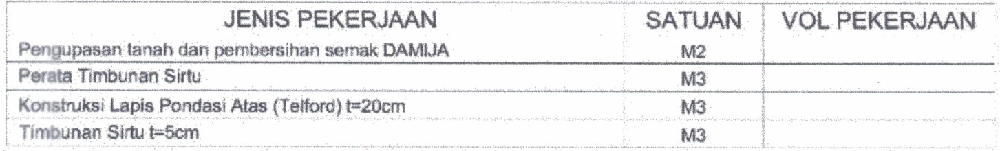 JENIS PEKERJAAN SATUAN VOL PEKERJAAN
Pengupasan tanah dan pembersihan semak DAMIJA M2
Perata Timbunan Sirtu M3
Konstruksi Lapis Pondasi Atas (Telford) t=20cm M3
Timbunan Sirtu t=5cm M3